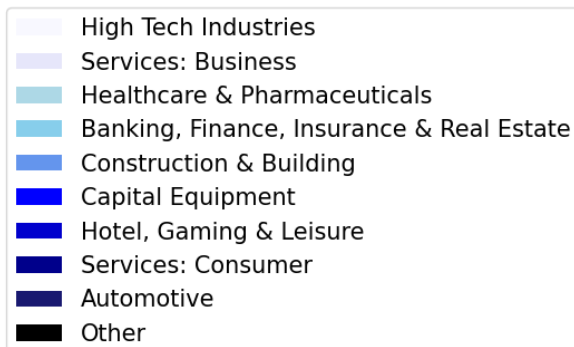 High Tech Industries
Services: Business
Healthcare & Pharmaceuticals
Banking, Finance, Insurance & Real Estate
Construction & Building
Capital Equipment
Hotel, Gaming & Leisure
Services: Consumer
Automotive
Other